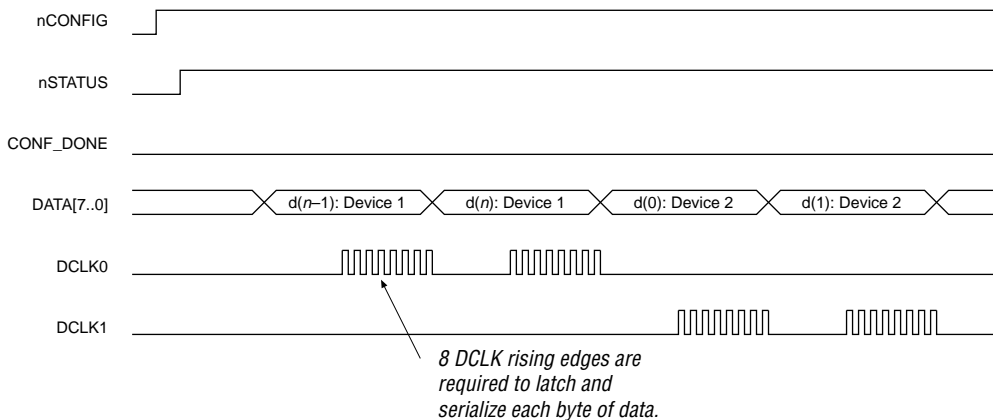 nCONFIG
nSTATUS
CONF_DONE
DATA[7..0]
d(n–1): Device 1
d(n): Device 1
d(0): Device 2
d(1): Device 2
DCLK0
DCLK1
8 DCLK rising edges are
required to latch and
serialize each byte of data.